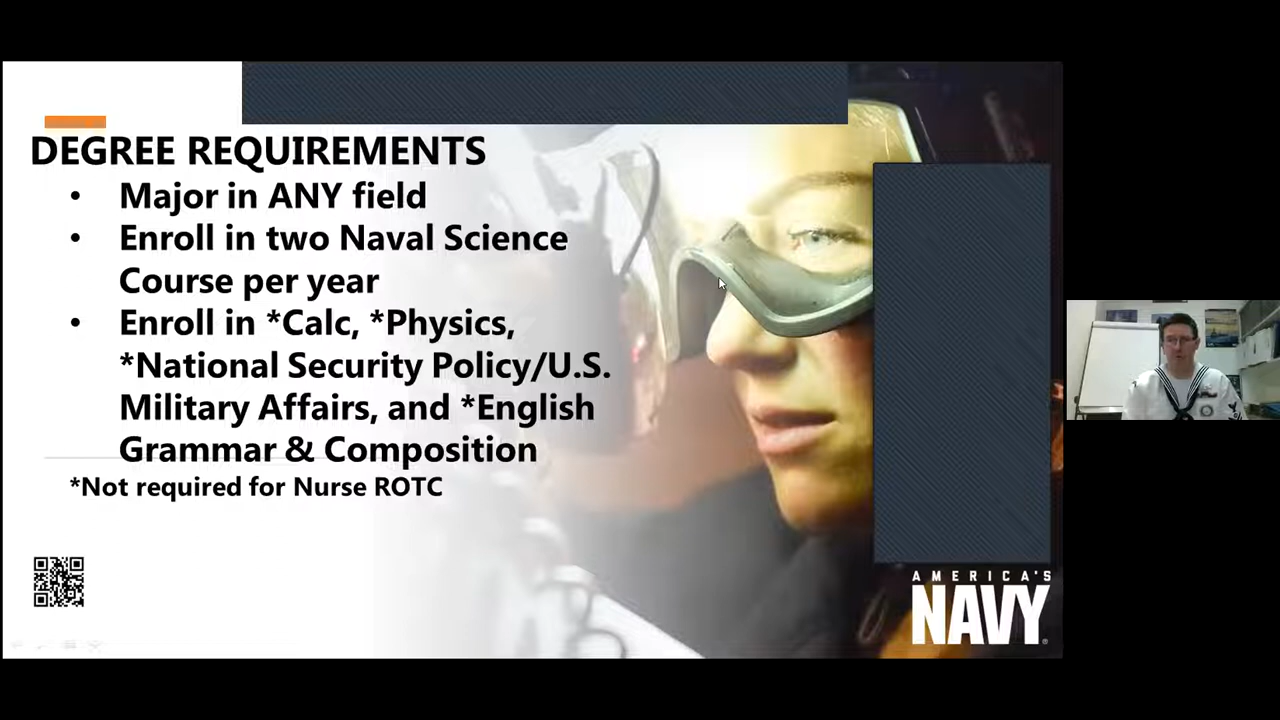 DEGREE REQUIREMENTS
• Major in ANY field
• Enroll in two Naval Science
Course per year
• Enroll in *Calc, *Physics,
*National Security Policy/U.S.
Military Affairs, and *English
Grammar & Composition
*Not required for Nurse ROTC
AMERICA'S
NAVY